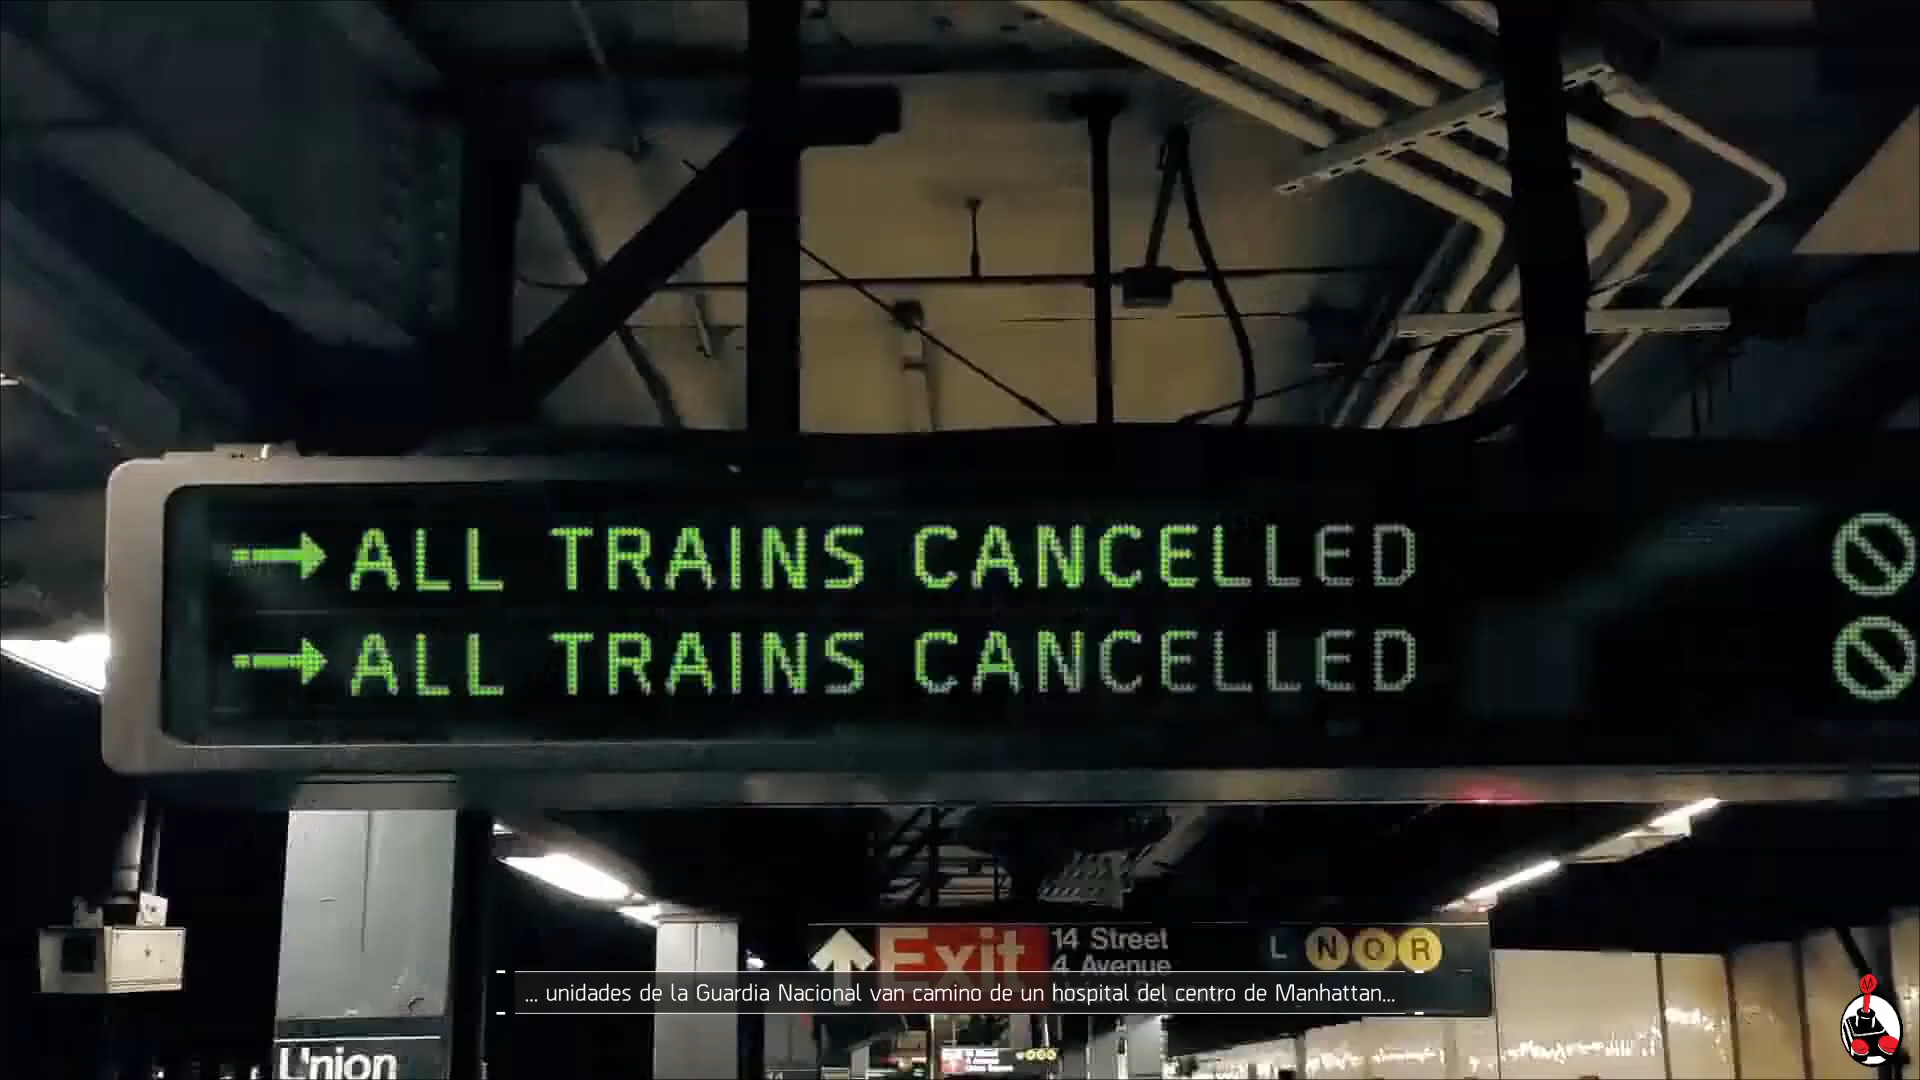 → ALL TRAINS CANCELLED
→ ALL TRAINS CANCELLED
Exit
14 Street
4 Avenue
L N Q R
... unidades de la Guardia Nacional van camino de un hospital del centro de Manhattan...
Union